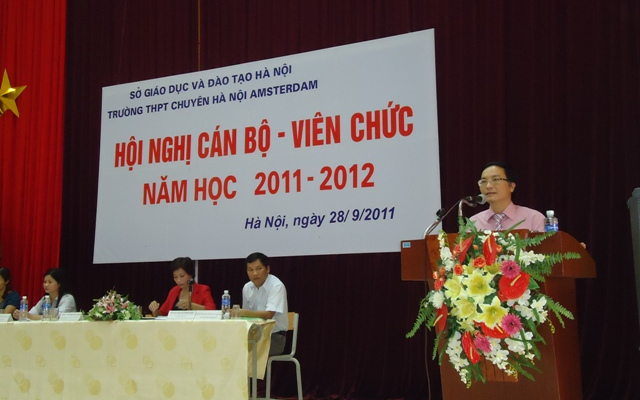 SỞ GIÁO DỤC VÀ ĐÀO TẠO HÀ NỘI
TRƯỜNG THPT CHUYÊN HÀ NỘI AMSTERDAM
HỘI NGHỊ CÁN BỘ - VIÊN CHỨC
NĂM HỌC 2011 - 2012
Hà Nội, ngày 28/9/2011